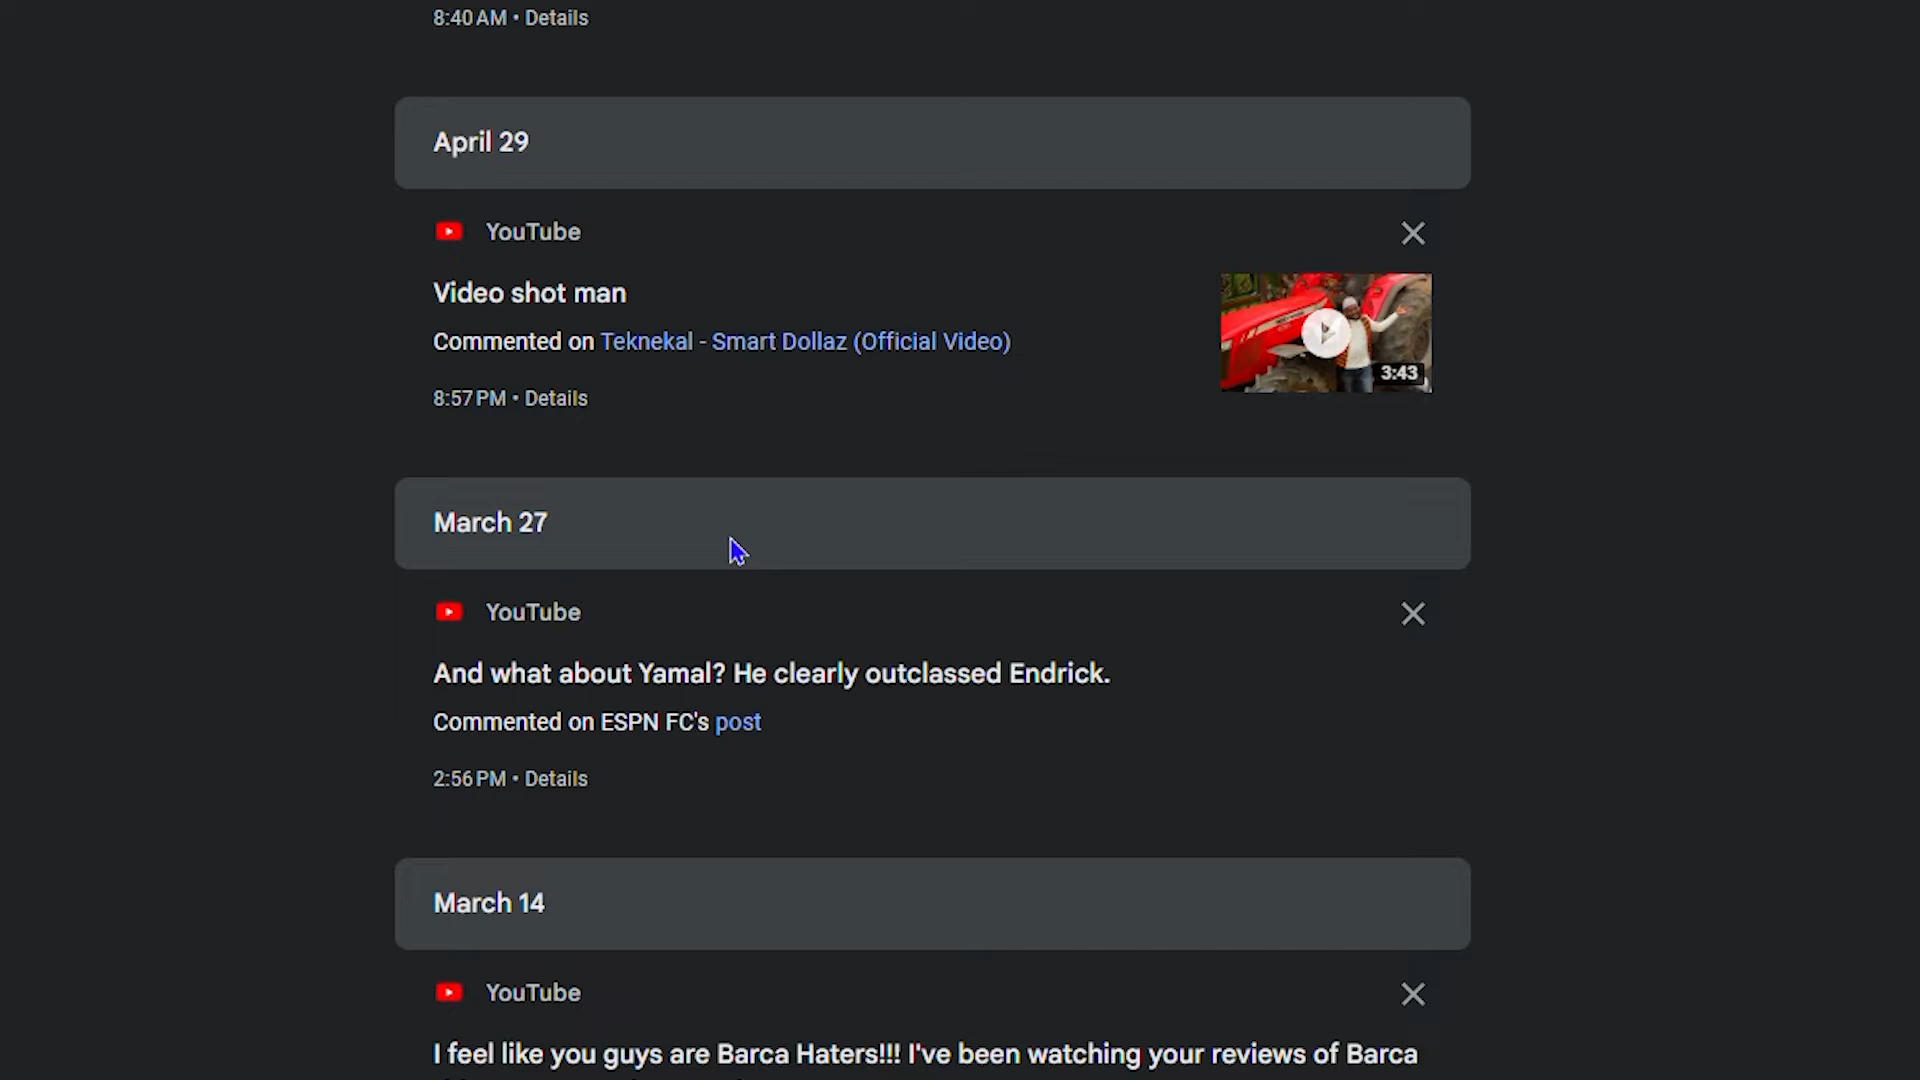 8:40 AM • Details
April 29
YouTube
Video shot man
Commented on Teknekal - Smart Dollaz (Official Video)
3:43
8:57 PM • Details
March 27
YouTube
And what about Yamal? He clearly outclassed Endrick.
Commented on ESPN FC's post
2:56 PM • Details
March 14
YouTube
I feel like you guys are Barca Haters!!! I've been watching your reviews of Barca